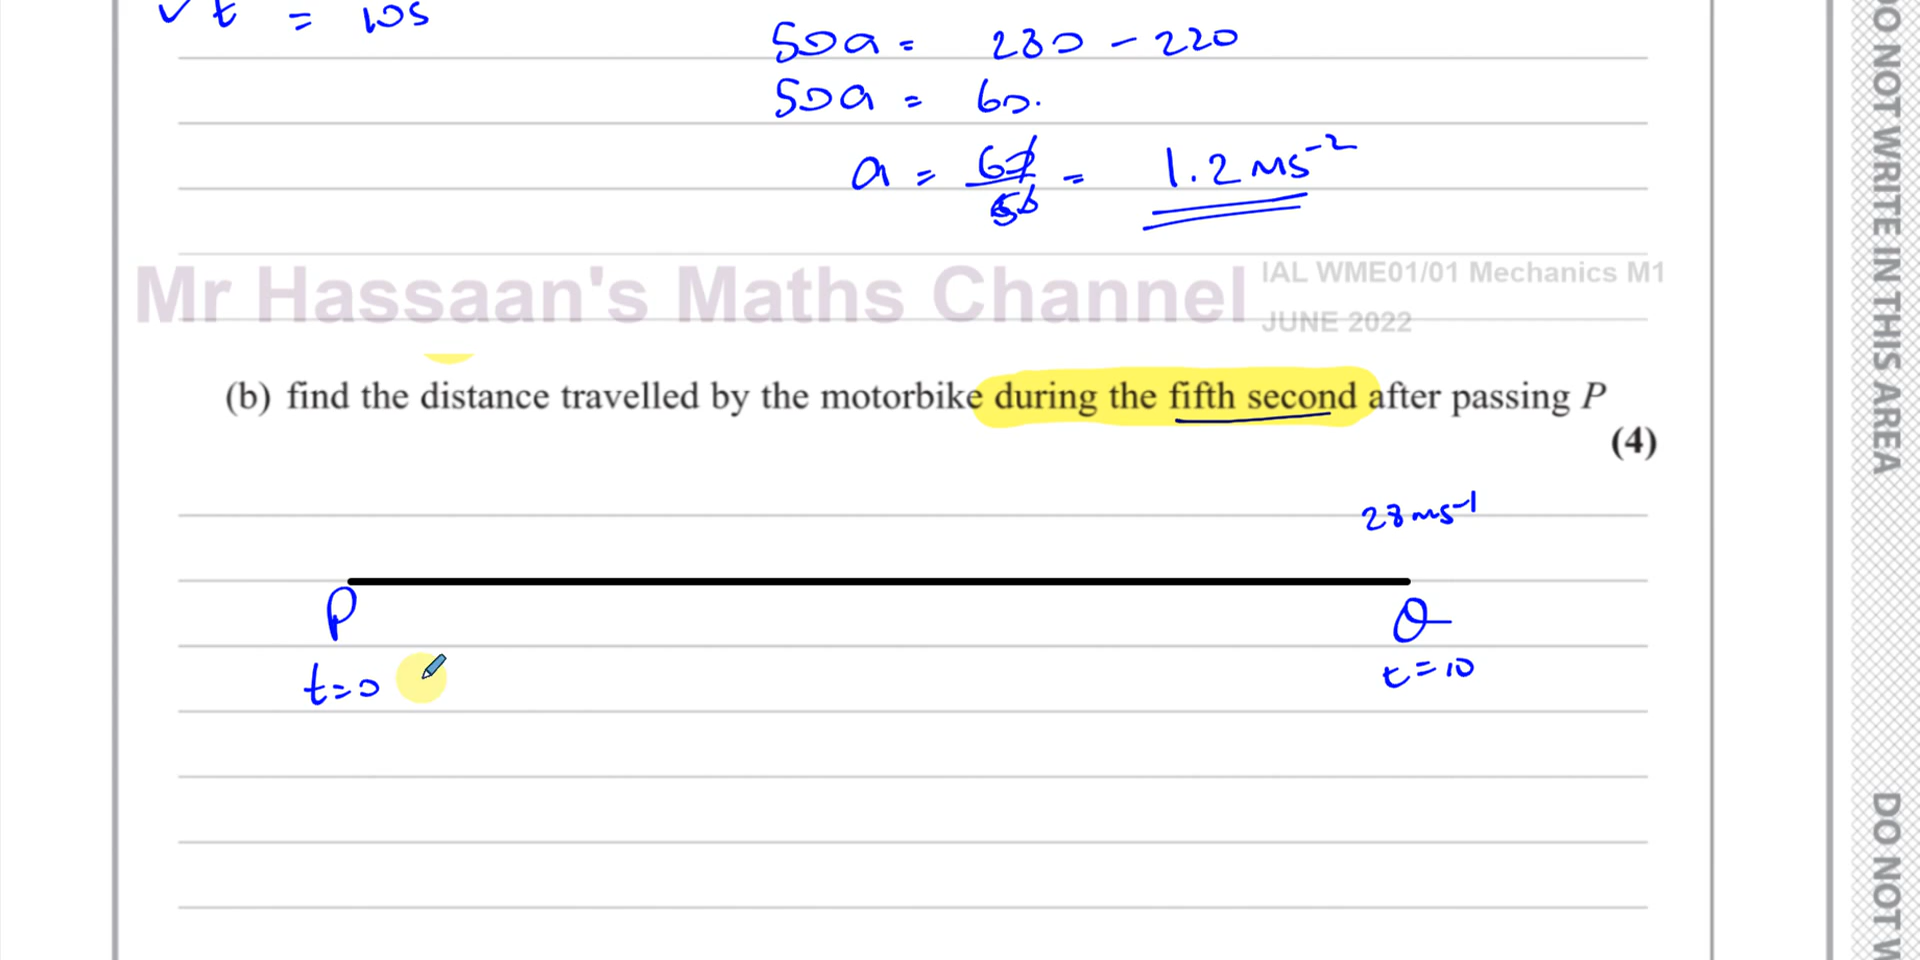 t = 10s
50a = 280 - 220
50a = 60.
a = 60/50 = 1.2 ms⁻²
Mr Hassaan's Maths Channel
IAL WME01/01 Mechanics M1
JUNE 2022
(b) find the distance travelled by the motorbike during the fifth second after passing P
(4)
28 ms⁻¹
P
Q
t=0
t=10
DO NOT WRITE IN THIS AREA
DO NOT W